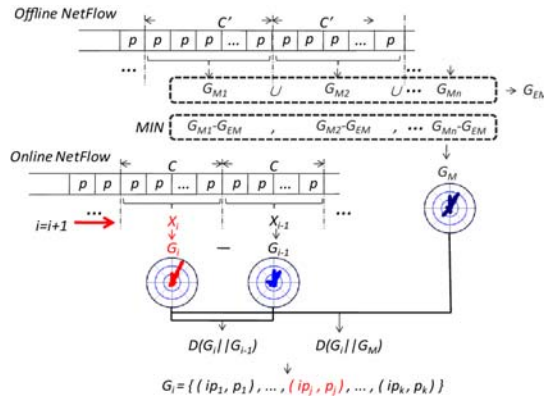 Offline NetFlow
C' C'
p p p p ... p p p p ... p
... ...
G_M1 ∪ G_M2 ∪ ... G_Mn → G_EM
MIN G_M1-G_EM , G_M2-G_EM , ... G_Mn-G_EM
Online NetFlow
C C
p p p p p ... p p p ... p
G_M
... ...
i=i+1 X_i X_i-1
G_i — G_i-1
D(G_i||G_i-1) D(G_i||G_M)
G_i = { ( ip_1, p_1 ) , ... , ( ip_j , p_j ) , ... , ( ip_k, p_k ) }